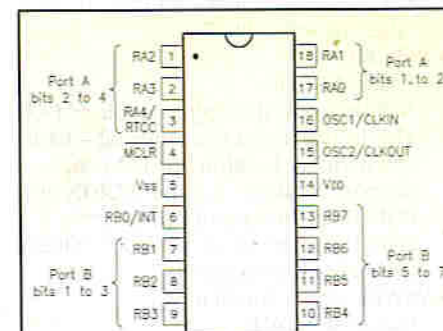 Port A
bits 2 to 4
RA2 1
RA3 2
RA4/
RTCC 3
MCLR 4
Vss 5
RB0/INT 6
RB1 7
RB2 8
RB3 9
Port B
bits 1 to 3
18 RA1
17 RA0
Port A
bits 1, to 2
16 OSC1/CLKIN
15 OSC2/CLKOUT
14 VDD
13 RB7
12 RB6
11 RB5
10 RB4
Port B
bits 5 to 7